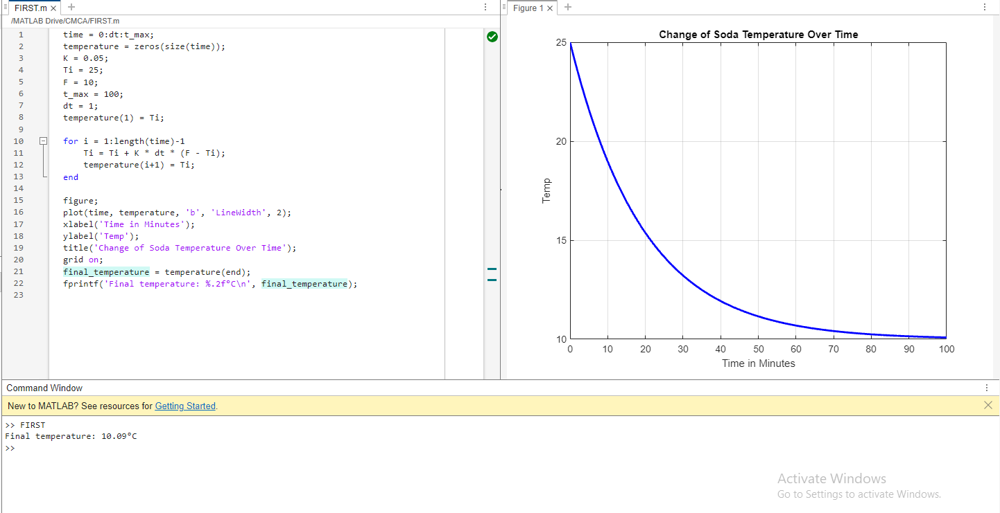 FIRST.m
/MATLAB Drive/CMCA/FIRST.m
1 time = 0:dt:t_max;
2 temperature = zeros(size(time));
3 K = 0.05;
4 Ti = 25;
5 F = 10;
6 t_max = 100;
7 dt = 1;
8 temperature(1) = Ti;
9
10 for i = 1:length(time)-1
11 Ti = Ti + K * dt * (F - Ti);
12 temperature(i+1) = Ti;
13 end
14
15 figure;
16 plot(time, temperature, 'b', 'LineWidth', 2);
17 xlabel('Time in Minutes');
18 ylabel('Temp');
19 title('Change of Soda Temperature Over Time');
20 grid on;
21 final_temperature = temperature(end);
22 fprintf('Final temperature: %.2f°C\n', final_temperature);
23
Figure 1
Change of Soda Temperature Over Time
25
20
15
10
Temp
0 10 20 30 40 50 60 70 80 90 100
Time in Minutes
Command Window
New to MATLAB? See resources for Getting Started.
>> FIRST
Final temperature: 10.09°C
>>
Activate Windows
Go to Settings to activate Windows.